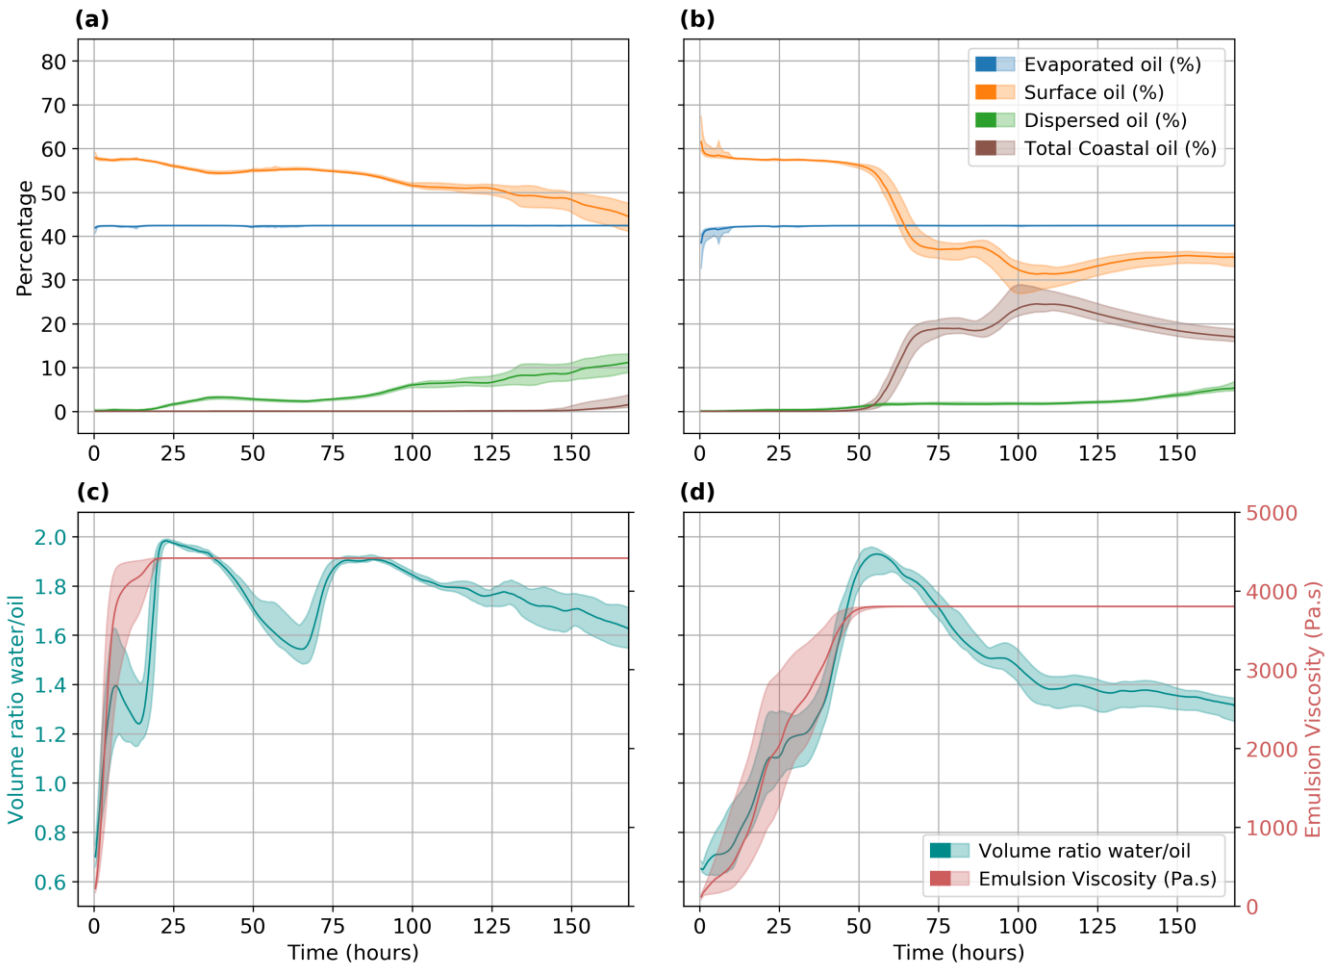 (a)
(b)
80
70
60
50
40
30
20
10
0
Percentage
0 25 50 75 100 125 150
Evaporated oil (%)
Surface oil (%)
Dispersed oil (%)
Total Coastal oil (%)
0 25 50 75 100 125 150
(c)
(d)
2.0
1.8
1.6
1.4
1.2
1.0
0.8
0.6
Volume ratio water/oil
0 25 50 75 100 125 150
Time (hours)
Volume ratio water/oil
Emulsion Viscosity (Pa.s)
0 25 50 75 100 125 150
Time (hours)
5000
4000
3000
2000
1000
0
Emulsion Viscosity (Pa.s)